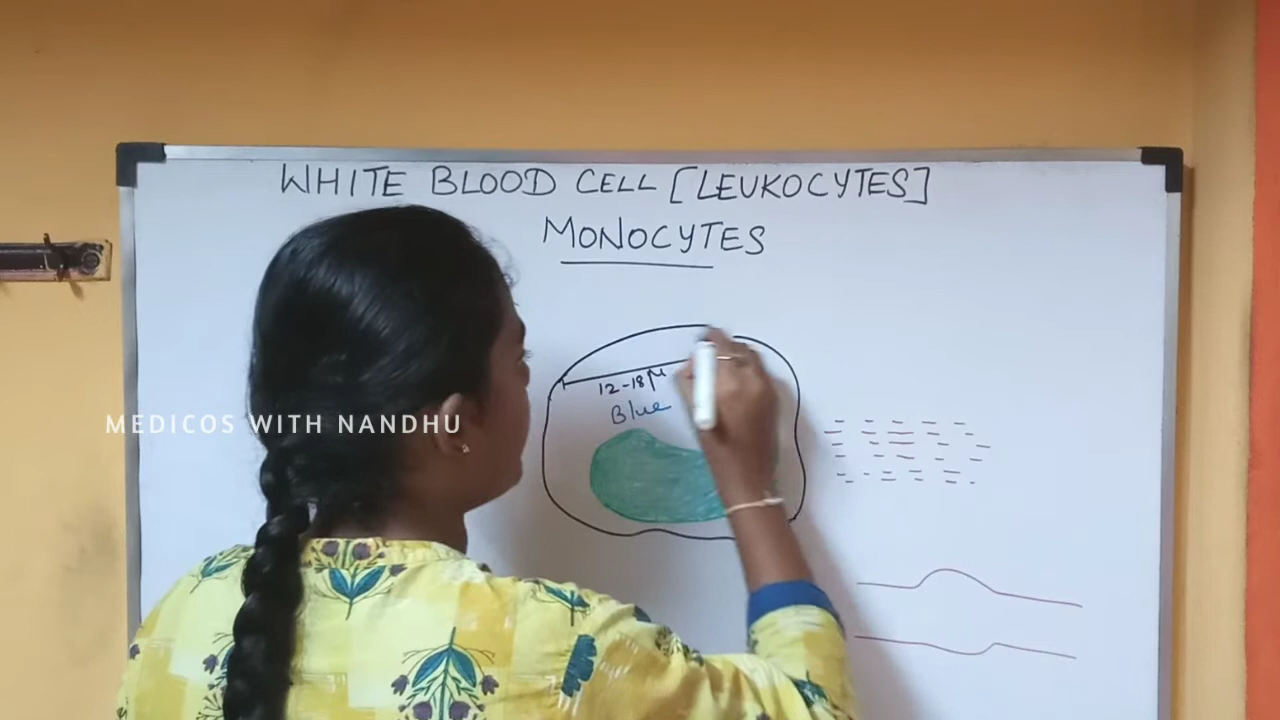 WHITE BLOOD CELL [LEUKOCYTES]
MONOCYTES
12-18 μ
Blue
MEDICOS WITH NANDHU